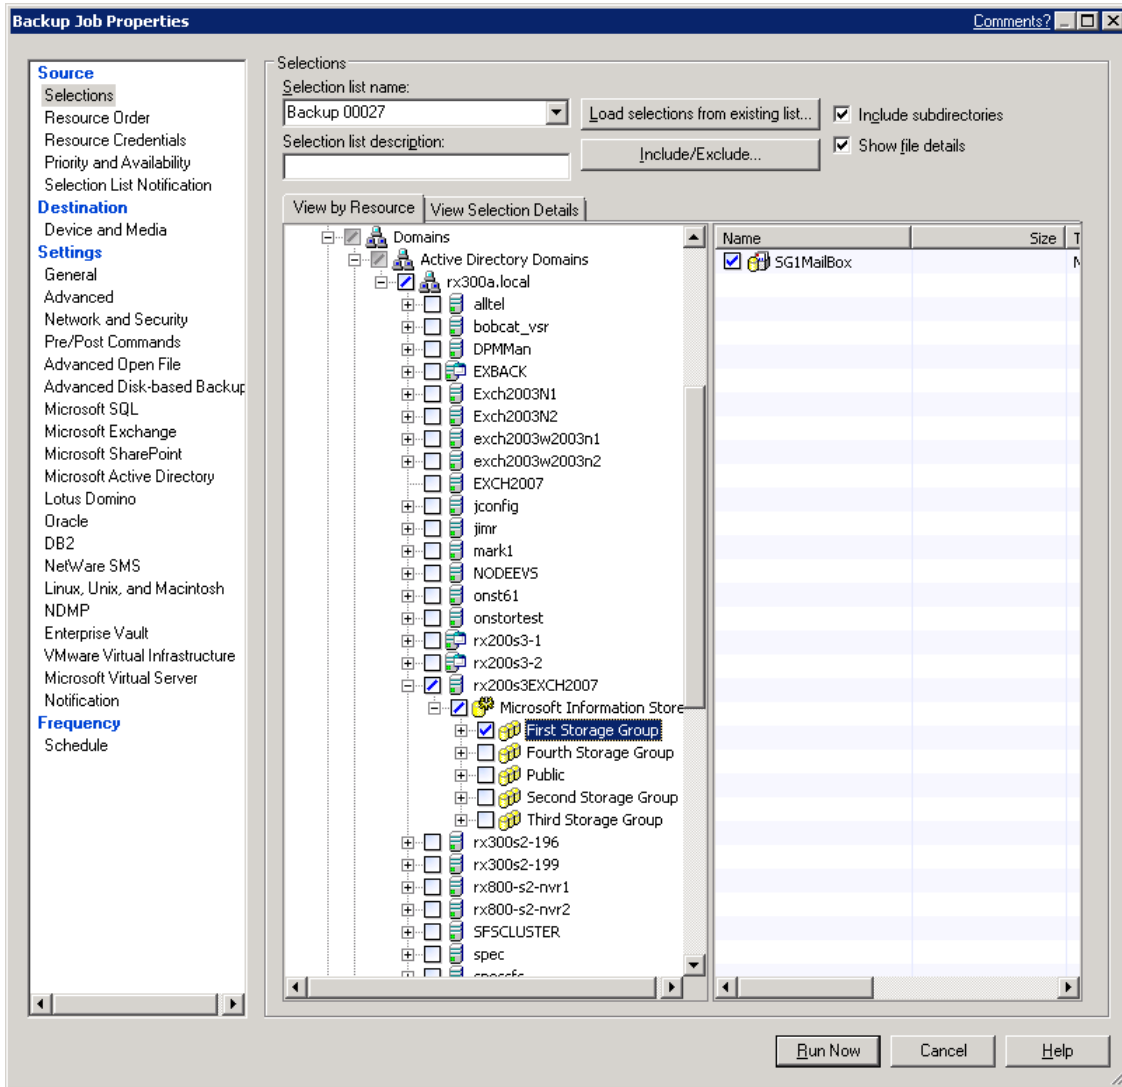 Backup Job Properties
Comments?
Source
Selections
Resource Order
Resource Credentials
Priority and Availability
Selection List Notification
Destination
Device and Media
Settings
General
Advanced
Network and Security
Pre/Post Commands
Advanced Open File
Advanced Disk-based Backup
Microsoft SQL
Microsoft Exchange
Microsoft SharePoint
Microsoft Active Directory
Lotus Domino
Oracle
DB2
NetWare SMS
Linux, Unix, and Macintosh
NDMP
Enterprise Vault
VMware Virtual Infrastructure
Microsoft Virtual Server
Notification
Frequency
Schedule
Selections
Selection list name:
Backup 00027
Load selections from existing list...
Include subdirectories
Selection list description:
Include/Exclude...
Show file details
View by Resource
View Selection Details
Domains
Active Directory Domains
rx300a.local
alltel
bobcat_vsr
DPMMan
EXBACK
Exch2003N1
Exch2003N2
exch2003w2003n1
exch2003w2003n2
EXCH2007
jconfig
jimr
mark1
NODEEVS
onst61
onstortest
rx200s3-1
rx200s3-2
rx200s3EXCH2007
Microsoft Information Store
First Storage Group
Fourth Storage Group
Public
Second Storage Group
Third Storage Group
rx300s2-196
rx300s2-199
rx800-s2-nvr1
rx800-s2-nvr2
SFSCLUSTER
spec
Name Size T
SG1MailBox
Run Now
Cancel
Help